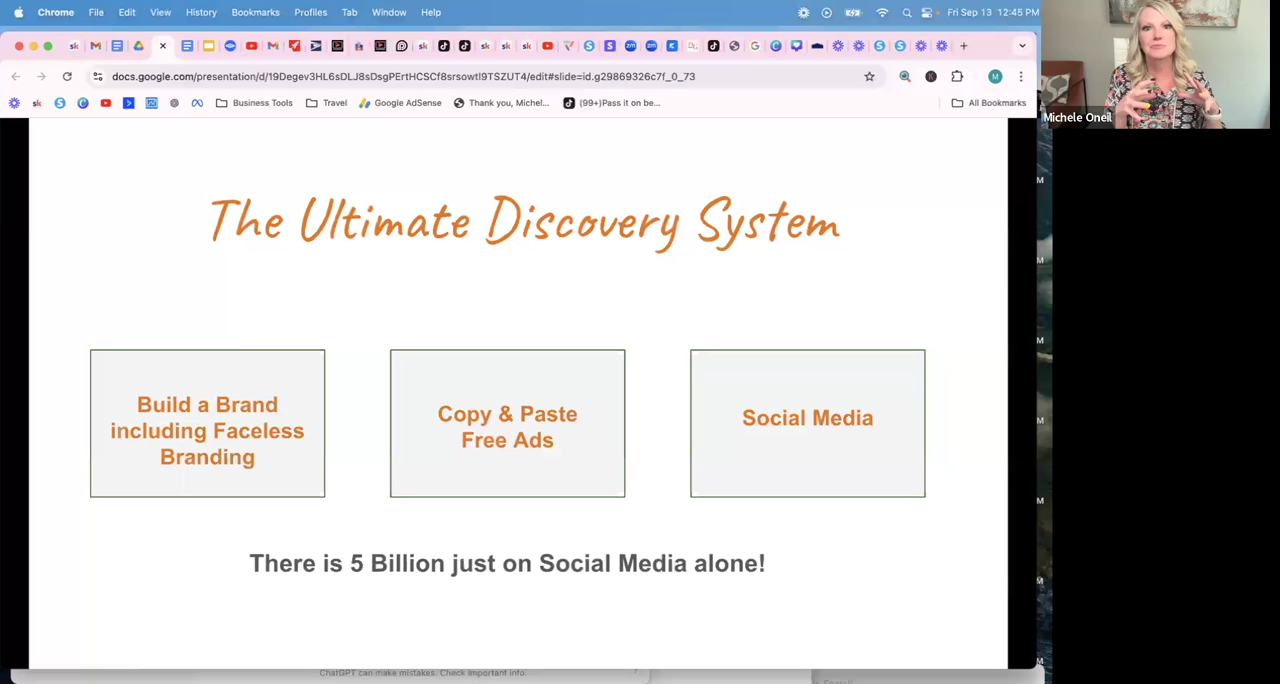 Chrome File Edit View History Bookmarks Profiles Tab Window Help Fri Sep 13 12:45 PM
docs.google.com/presentation/d/19Degev3HL6sDLJ8sDsgPErtHCSCf8srsowtl9TSZUT4/edit#slide=id.g29869326c7f_0_73
Business Tools Travel Google AdSense Thank you, Michel... (99+)Pass it on be... All Bookmarks
Michele Oneil
The Ultimate Discovery System
Build a Brand
including Faceless
Branding
Copy & Paste
Free Ads
Social Media
There is 5 Billion just on Social Media alone!
ChatGPT can make mistakes. Check important info.
Search